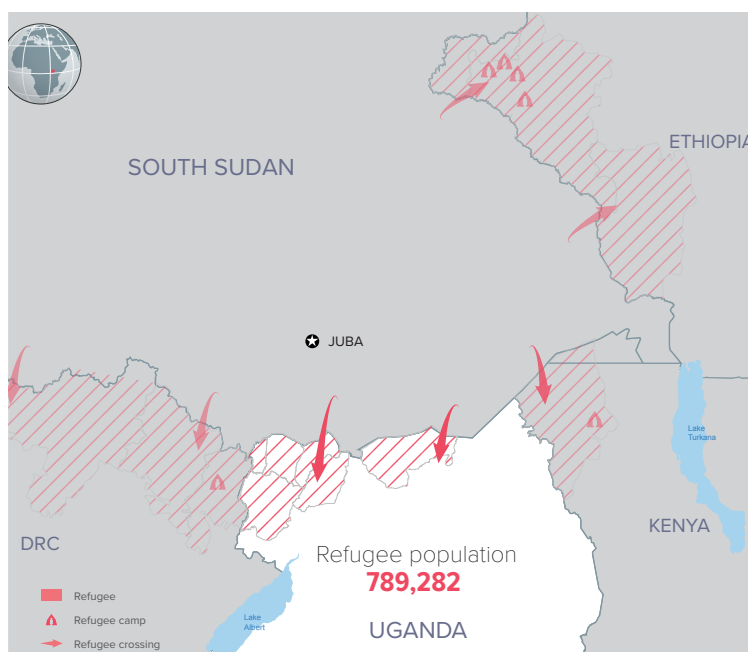 ETHIOPIA
SOUTH SUDAN
JUBA
Lake
Turkana
KENYA
DRC
Refugee population
789,282
Refugee
Refugee camp
Refugee crossing
Lake
Albert
UGANDA